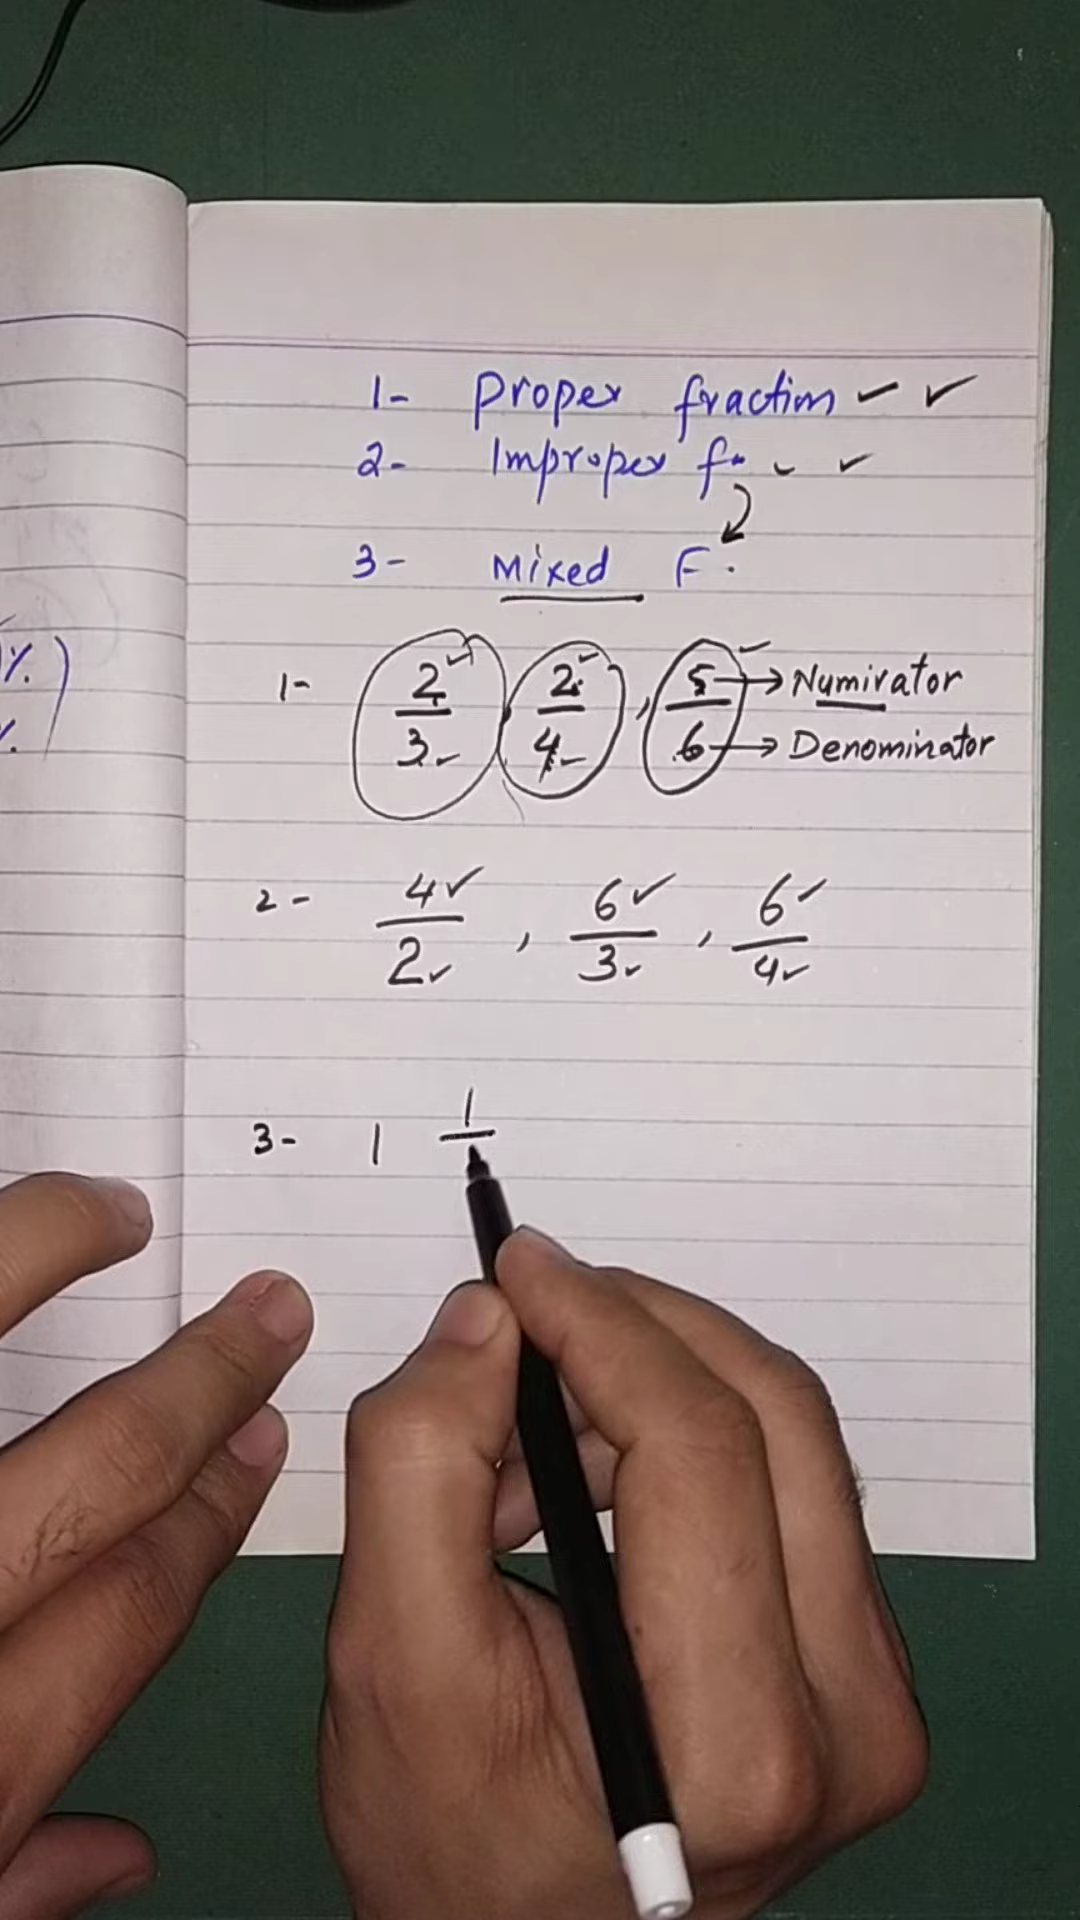 1- Proper fraction ✓ ✓
2- Improper f. ✓ ✓
3- Mixed F.
%)
%.
1- 2/3, 2/4, 5/6 → Numirator
→ Denominator
2- 4✓/2✓, 6✓/3✓, 6✓/4✓
3- 1 1/